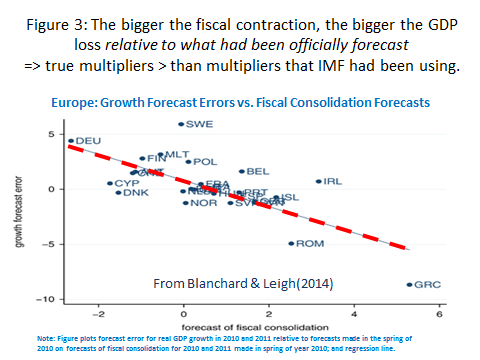 Figure 3: The bigger the fiscal contraction, the bigger the GDP
loss relative to what had been officially forecast
=> true multipliers > than multipliers that IMF had been using.
Europe: Growth Forecast Errors vs. Fiscal Consolidation Forecasts
growth forecast error
5
0
−5
−10
SWE
DEU
FIN
MLT
POL
BEL
CYP
IRL
DNK
NOR
ROM
GRC
From Blanchard & Leigh(2014)
−2 0 2 4 6
forecast of fiscal consolidation
Note: Figure plots forecast error for real GDP growth in 2010 and 2011 relative to forecasts made in the spring of
2010 on forecasts of fiscal consolidation for 2010 and 2011 made in spring of year 2010; and regression line.